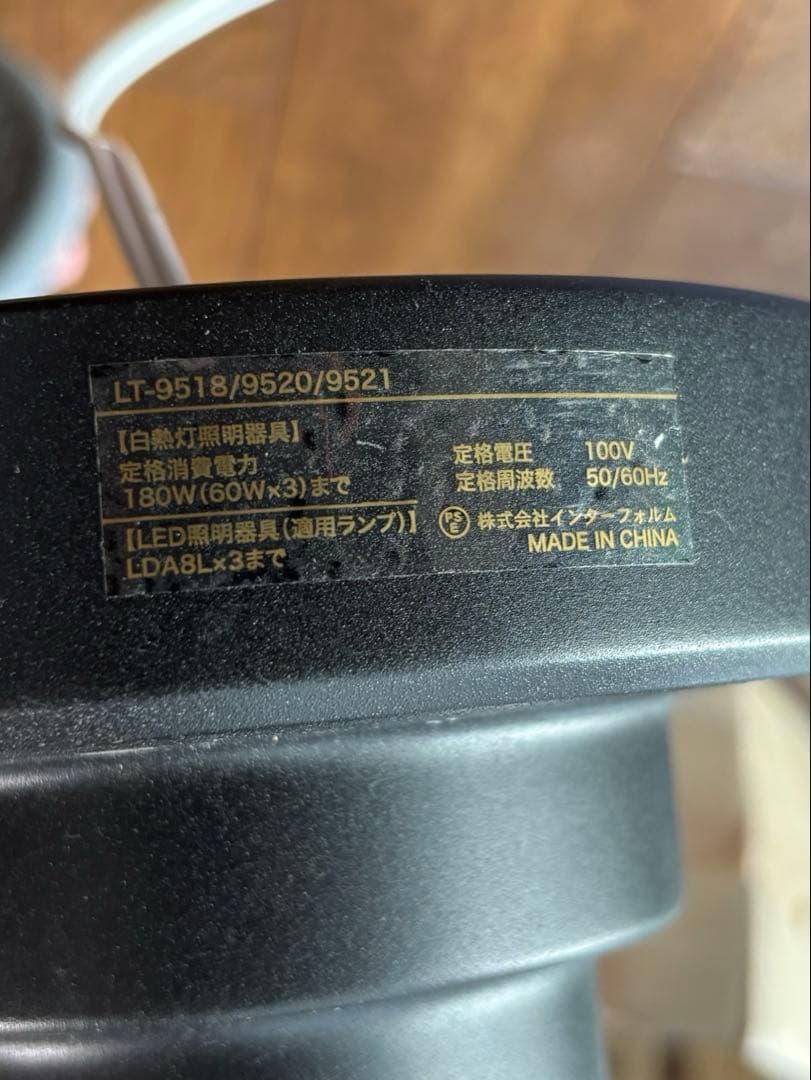 LT-9518/9520/9521
【白熱灯照明器具】
定格消費電力
180W(60W×3)まで
【LED照明器具(適用ランプ)】
LDA8L×3まで
定格電圧 100V
定格周波数 50/60Hz
PSE 株式会社インターフォルム
MADE IN CHINA